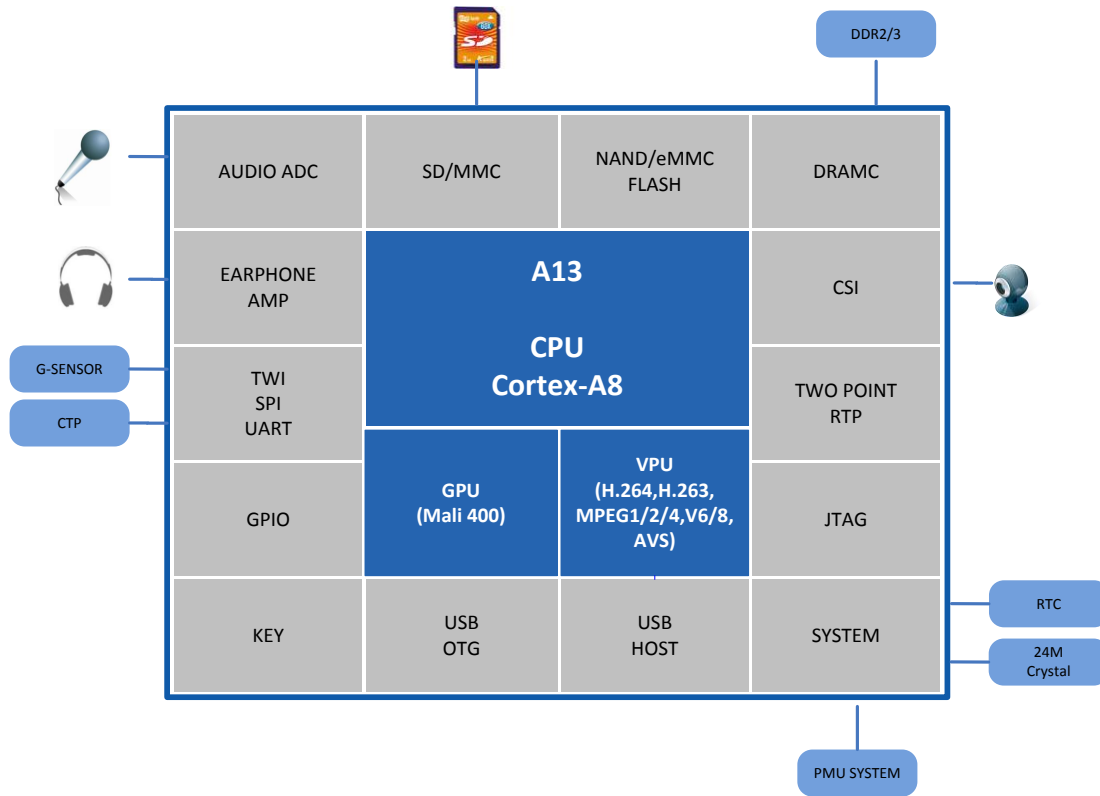 DDR2/3
SD
AUDIO ADC
SD/MMC
NAND/eMMC
FLASH
DRAMC
EARPHONE
AMP
A13
CPU
Cortex-A8
CSI
G-SENSOR
CTP
TWI
SPI
UART
TWO POINT
RTP
GPIO
GPU
(Mali 400)
VPU
(H.264,H.263,
MPEG1/2/4,V6/8,
AVS)
JTAG
KEY
USB
OTG
USB
HOST
SYSTEM
RTC
24M
Crystal
PMU SYSTEM